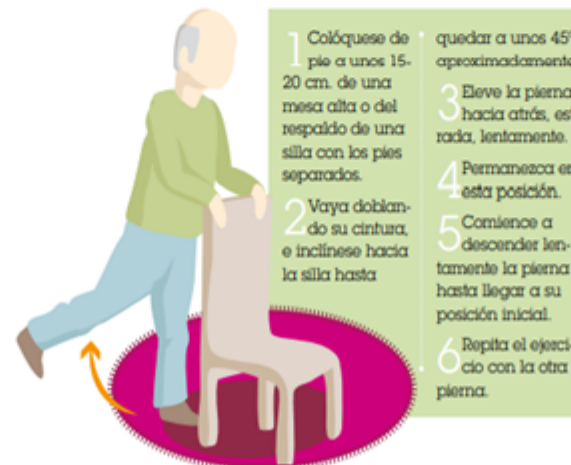 1 Colóquese de
pie a unos 15-
20 cm. de una
mesa alta o del
respaldo de una
silla con los pies
separados.
2 Vaya doblan-
do su cintura,
e inclínese hacia
la silla hasta
quedar a unos 45º
aproximadamente
3 Eleve la pierna
hacia atrás, est
rada, lentamente.
4 Permanezca en
esta posición.
5 Comience a
descender len-
tamente la pierna
hasta llegar a su
posición inicial.
6 Repita el ejerci-
cio con la otra
pierna.